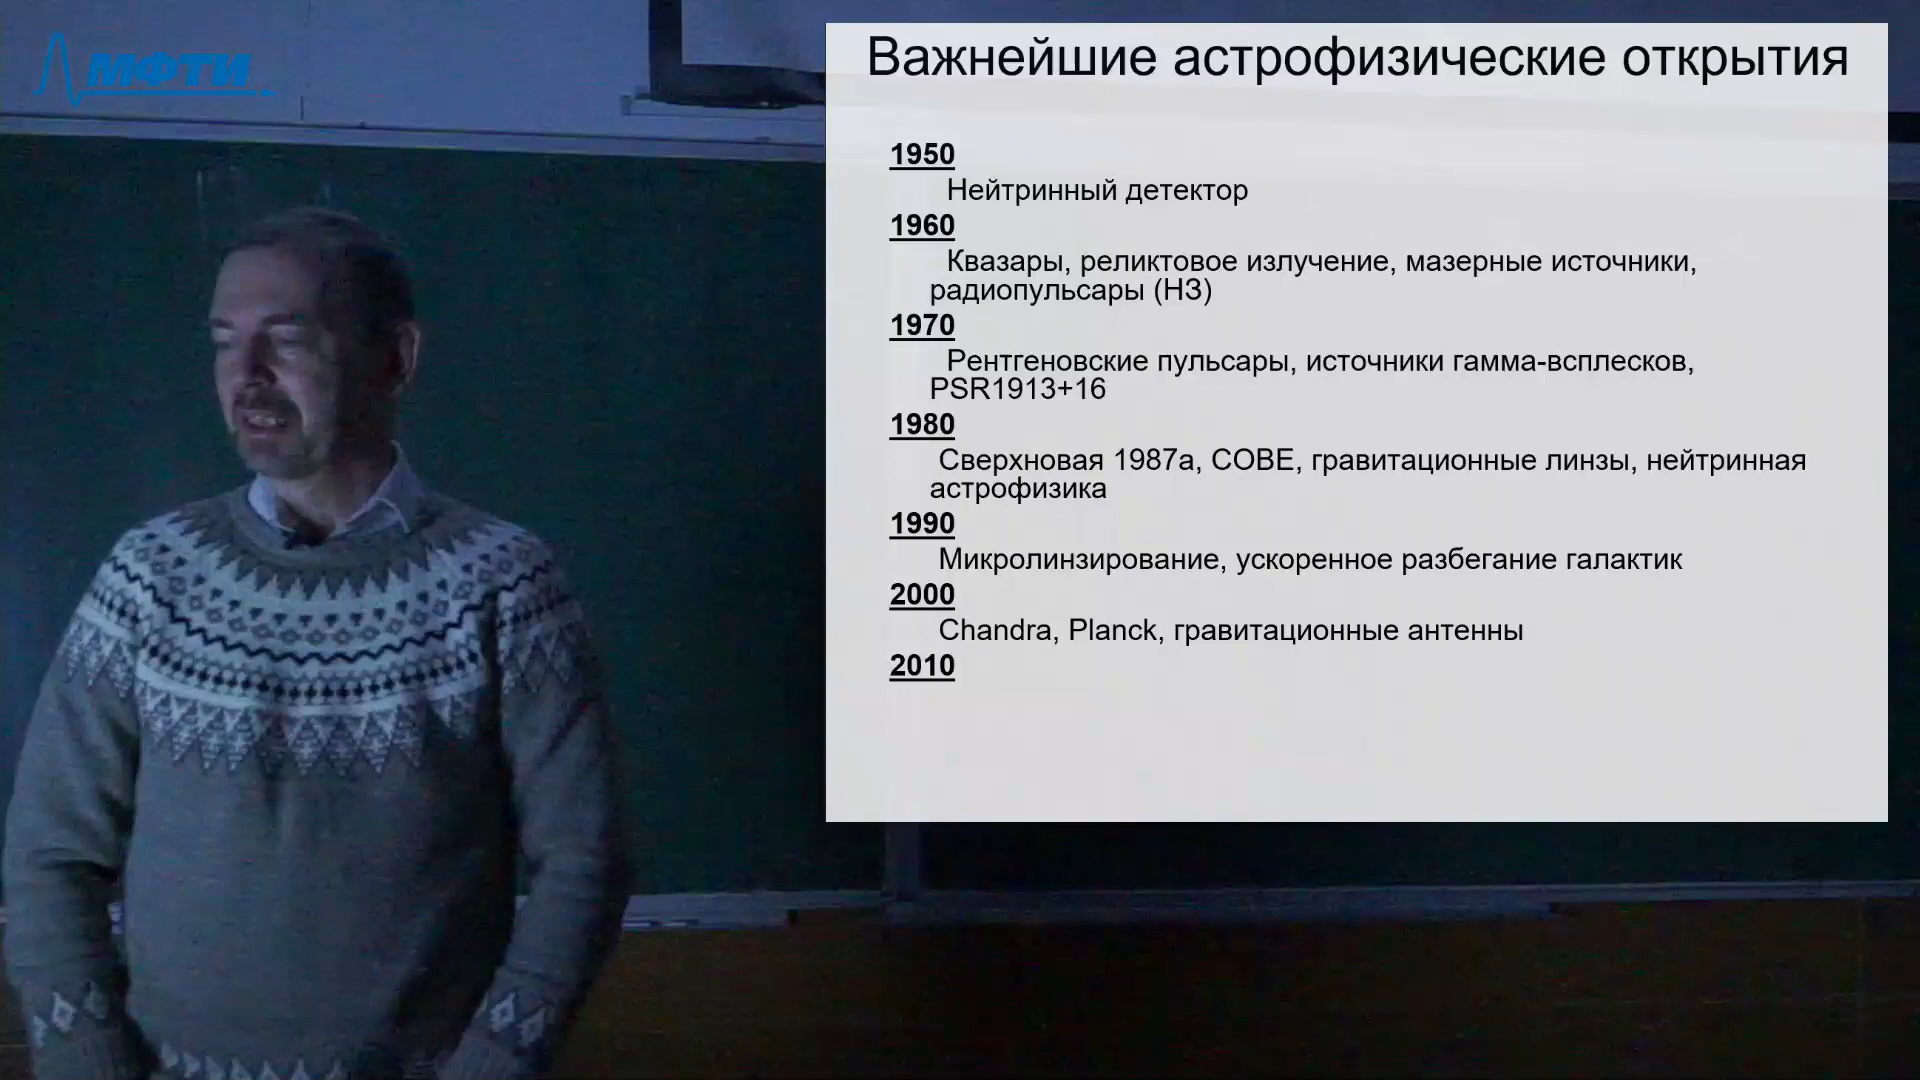 МФТИ
Важнейшие астрофизические открытия
1950
Нейтринный детектор
1960
Квазары, реликтовое излучение, мазерные источники,
радиопульсары (НЗ)
1970
Рентгеновские пульсары, источники гамма-всплесков,
PSR1913+16
1980
Сверхновая 1987a, COBE, гравитационные линзы, нейтринная
астрофизика
1990
Микролинзирование, ускоренное разбегание галактик
2000
Chandra, Planck, гравитационные антенны
2010